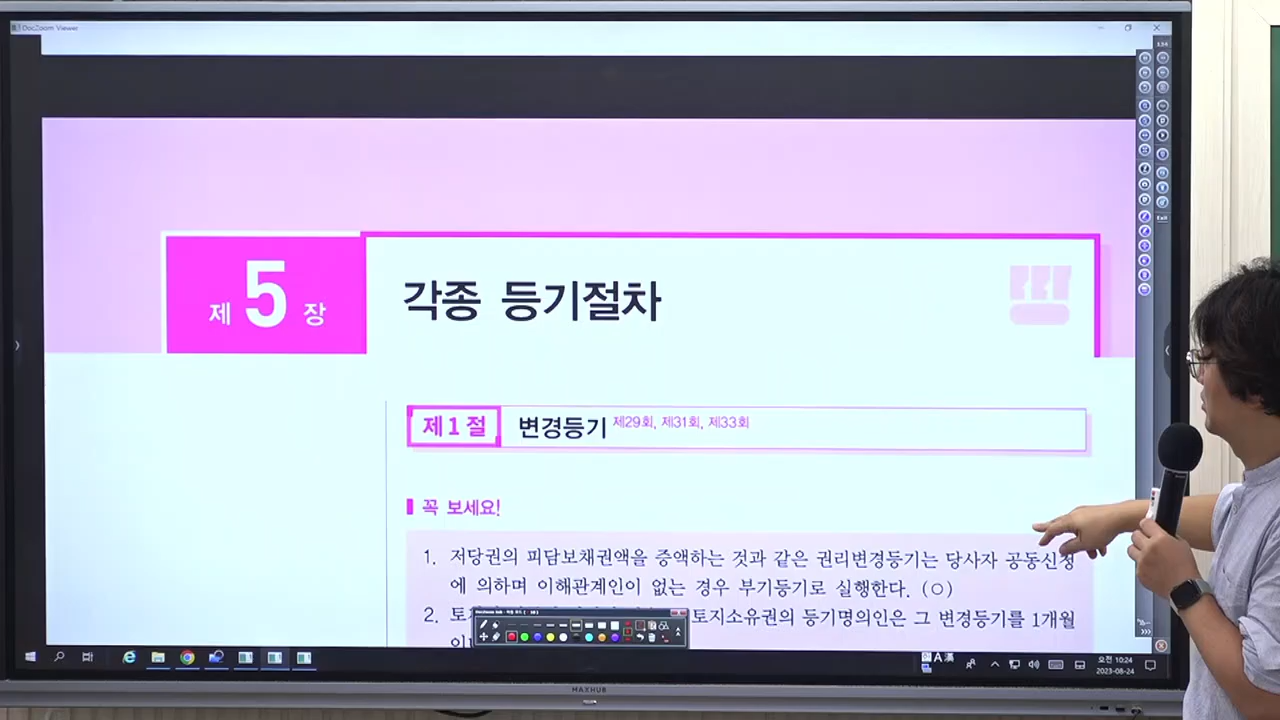 DocZoom Viewer
제 5 장
각종 등기절차
제1절 변경등기 제29회, 제31회, 제33회
꼭 보세요!
1. 저당권의 피담보채권액을 증액하는 것과 같은 권리변경등기는 당사자 공동신청
에 의하며 이해관계인이 없는 경우 부기등기로 실행한다. (○)
2. 토 토지소유권의 등기명의인은 그 변경등기를 1개월
Exit
오전 10:24
2023-08-24
MAXHUB